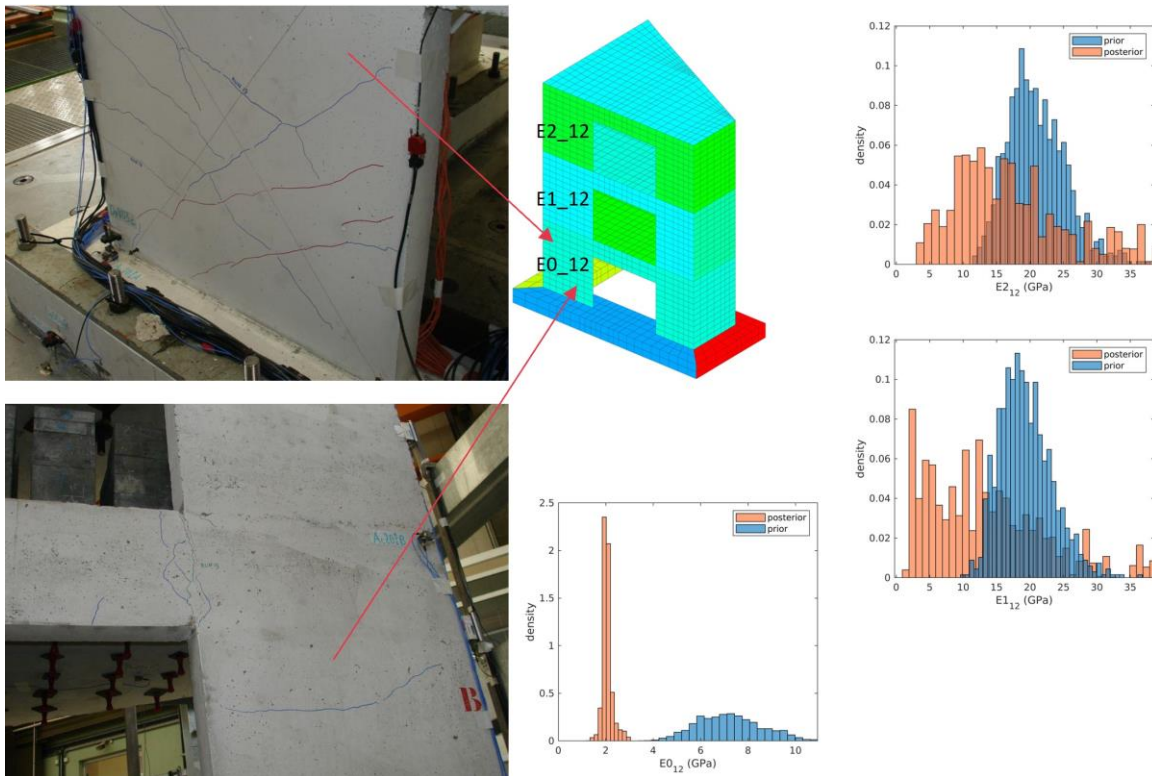 E2_12
E1_12
E0_12
B
0.12
0.1
0.08
0.06
0.04
0.02
0
density
prior
posterior
0 5 10 15 20 25 30 35
E2₁₂ (GPa)
0.12
0.1
0.08
0.06
0.04
0.02
0
density
posterior
prior
0 5 10 15 20 25 30 35
E1₁₂ (GPa)
2.5
2
1.5
1
0.5
0
density
posterior
prior
0 2 4 6 8 10
E0₁₂ (GPa)